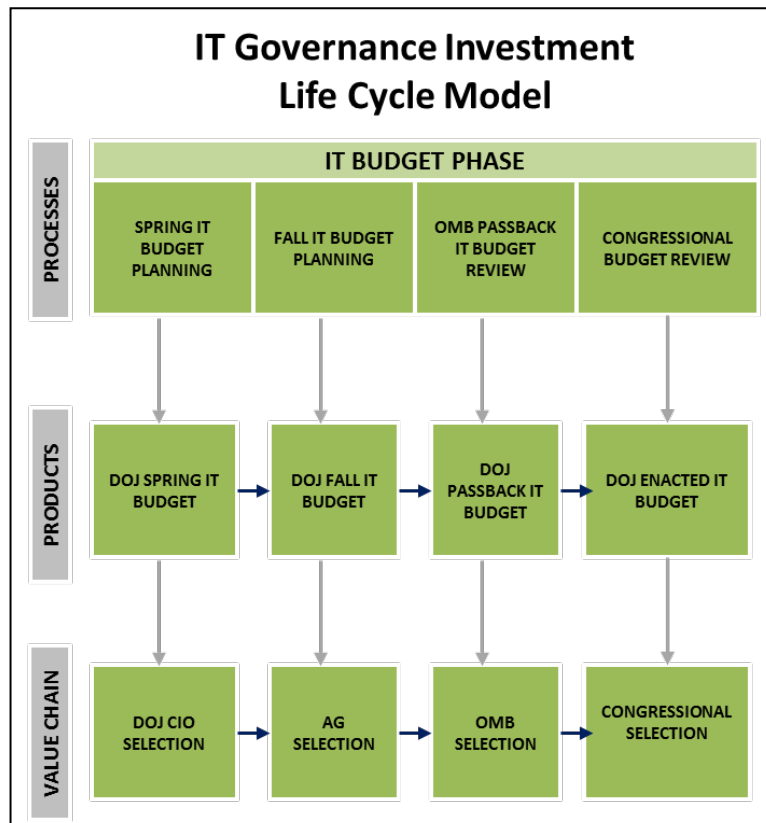 IT Governance Investment
Life Cycle Model
PROCESSES
IT BUDGET PHASE
SPRING IT
BUDGET
PLANNING
FALL IT BUDGET
PLANNING
OMB PASSBACK
IT BUDGET
REVIEW
CONGRESSIONAL
BUDGET REVIEW
PRODUCTS
DOJ SPRING IT
BUDGET
DOJ FALL IT
BUDGET
DOJ
PASSBACK IT
BUDGET
DOJ ENACTED IT
BUDGET
VALUE CHAIN
DOJ CIO
SELECTION
AG
SELECTION
OMB
SELECTION
CONGRESSIONAL
SELECTION